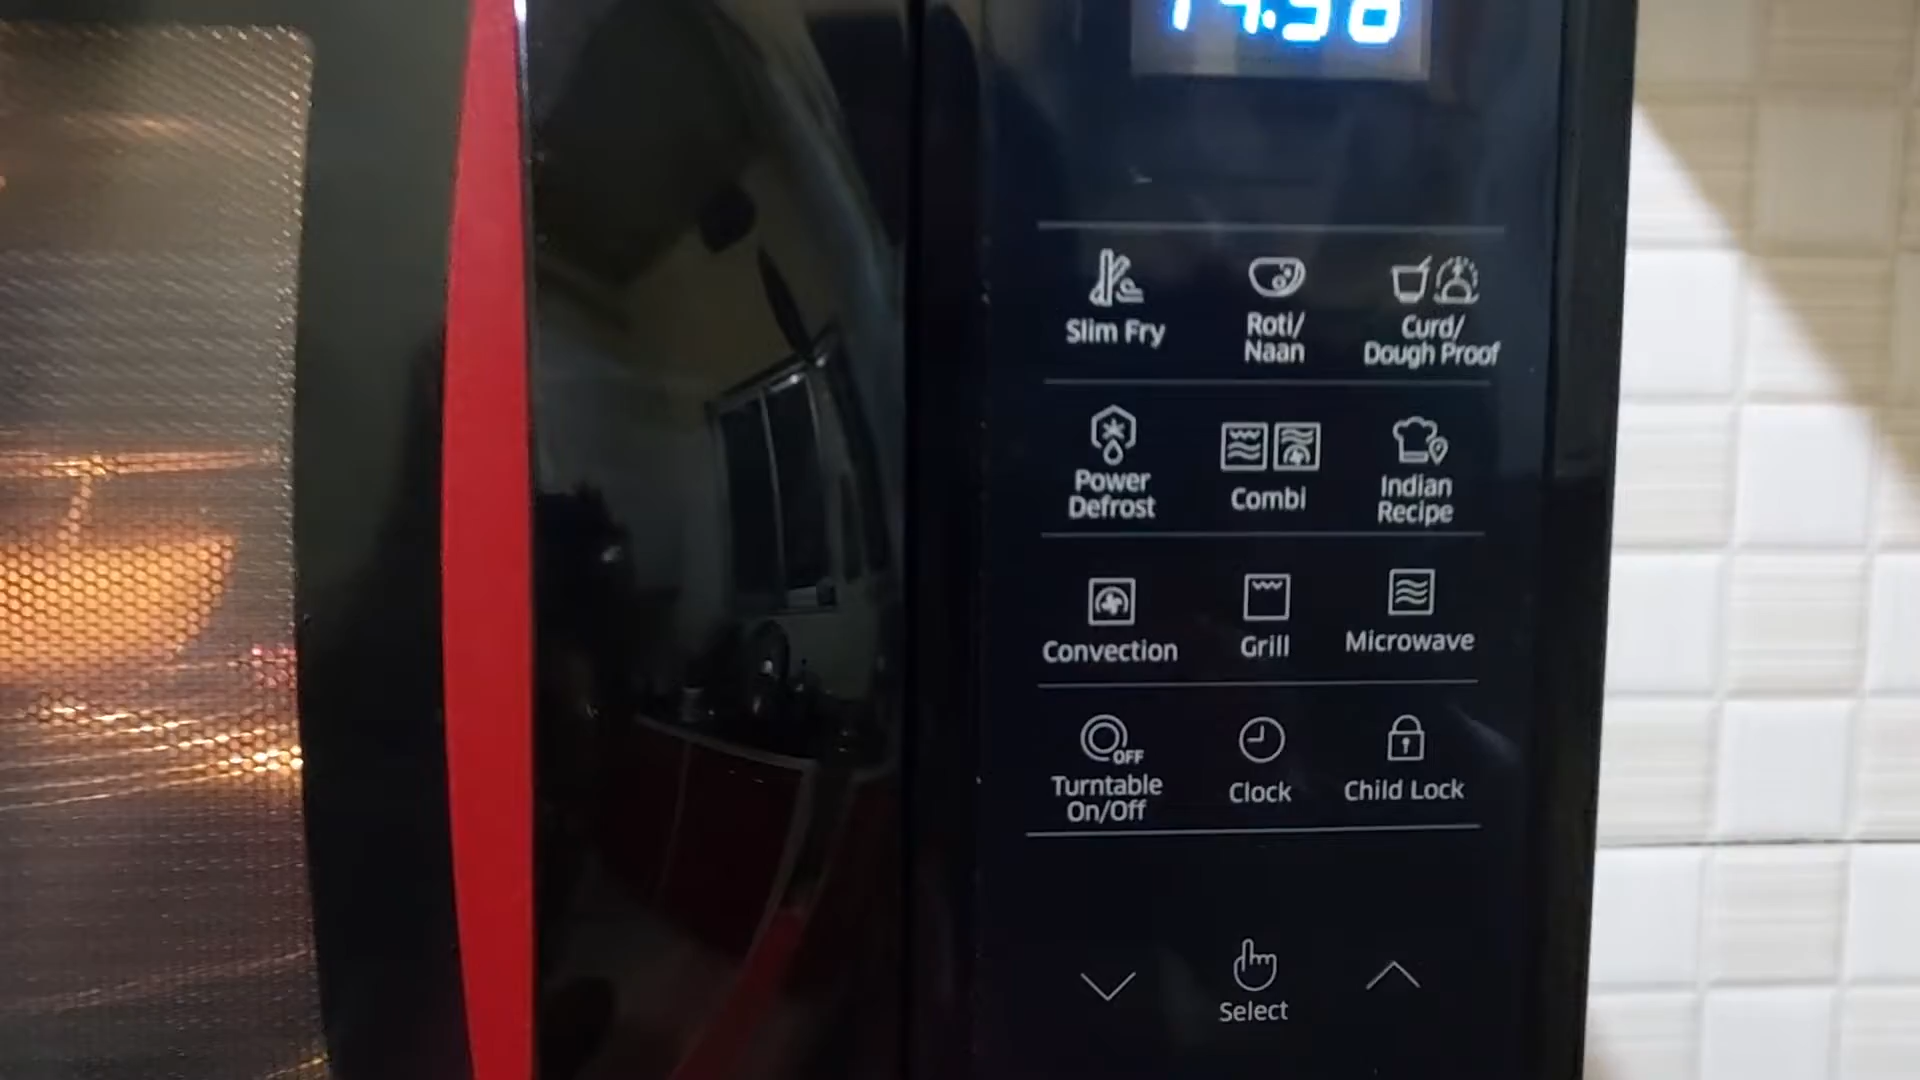 Slim Fry
Roti/
Naan
Curd/
Dough Proof
Power
Defrost
Combi
Indian
Recipe
Convection
Grill
Microwave
OFF
Turntable
On/Off
Clock
Child Lock
Select